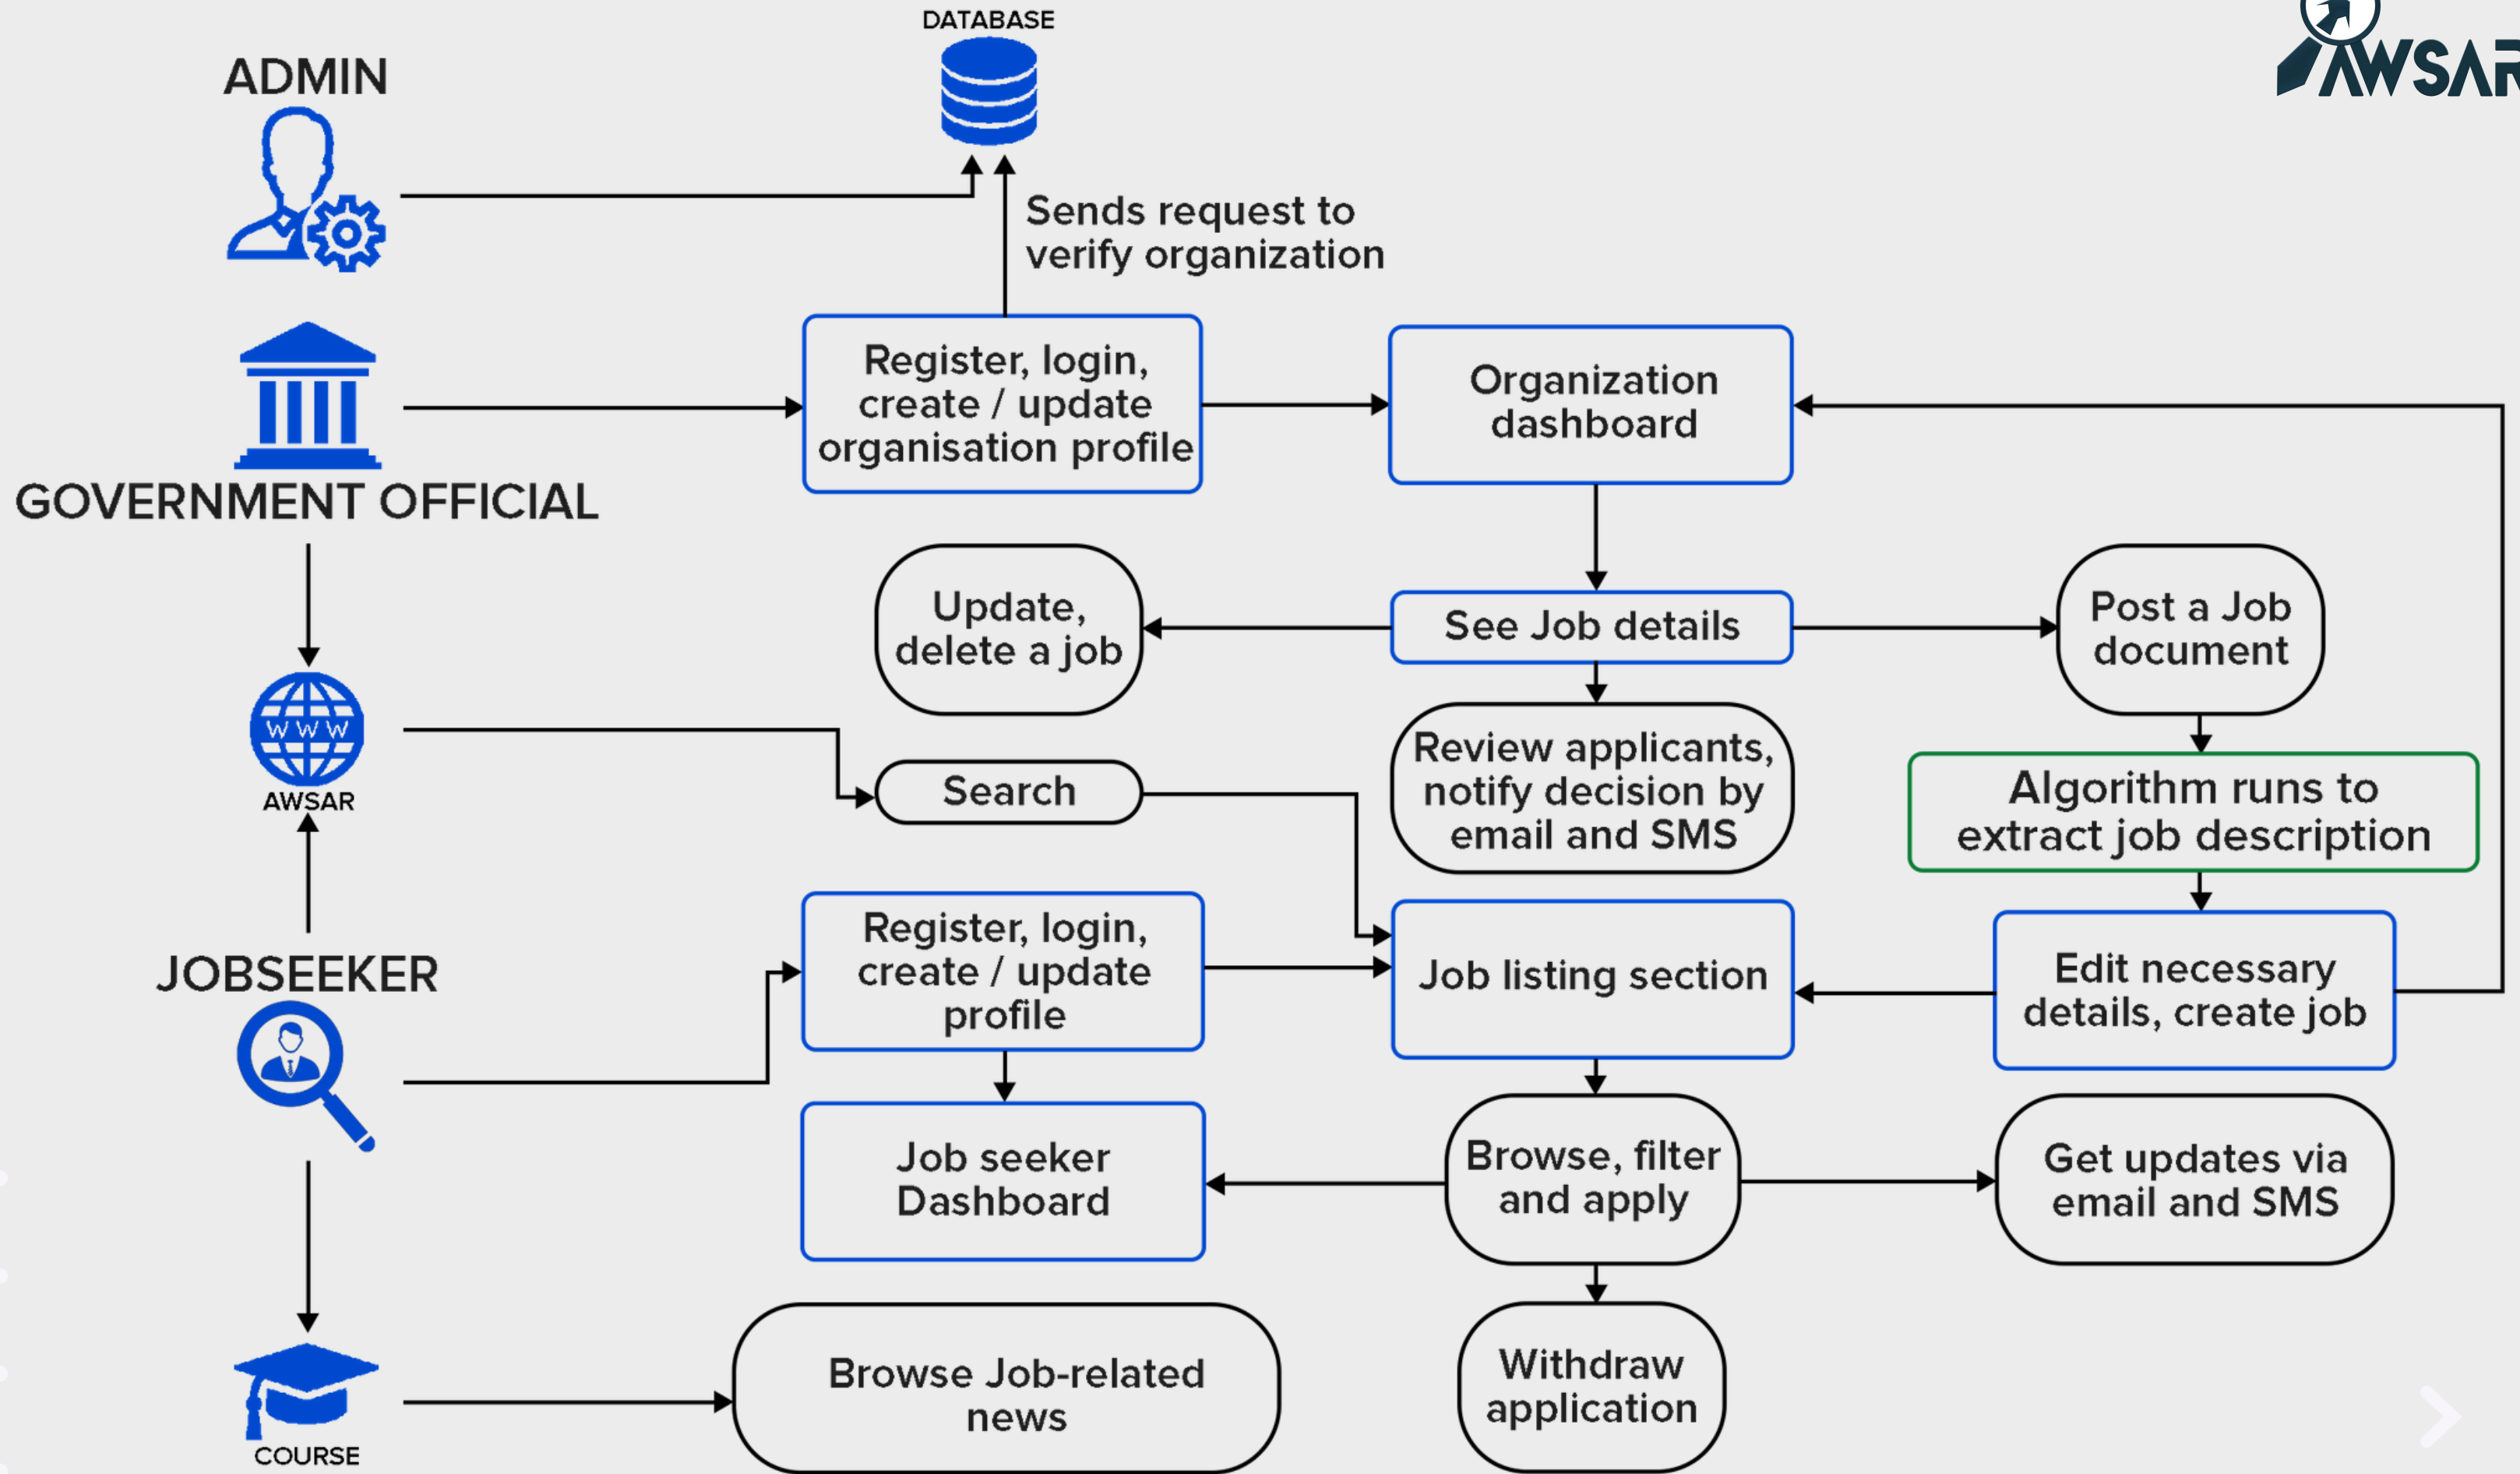 DATABASE
AWSAR
ADMIN
Sends request to
verify organization
Register, login,
create / update
organisation profile
Organization
dashboard
GOVERNMENT OFFICIAL
Update,
delete a job
See Job details
Post a Job
document
WWW
AWSAR
Search
Review applicants,
notify decision by
email and SMS
Algorithm runs to
extract job description
JOBSEEKER
Register, login,
create / update
profile
Job listing section
Edit necessary
details, create job
Job seeker
Dashboard
Browse, filter
and apply
Get updates via
email and SMS
Browse Job-related
news
Withdraw
application
COURSE